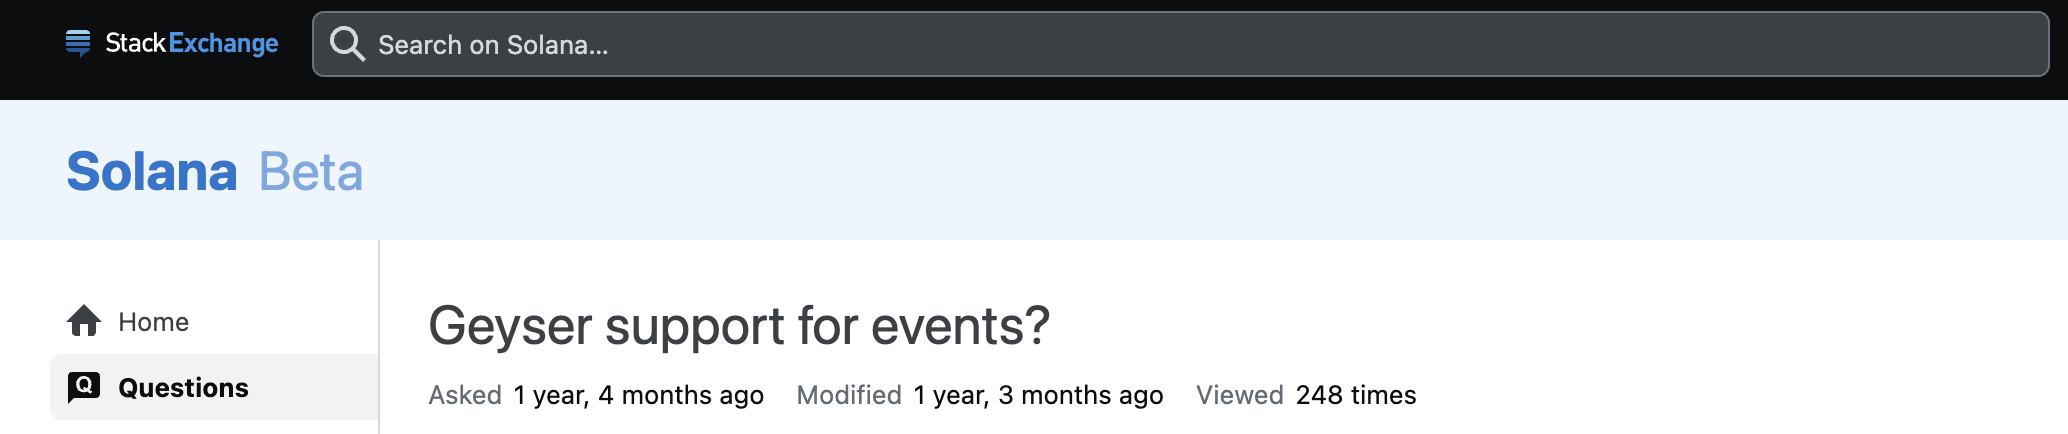 StackExchange
Search on Solana...
Solana Beta
Home
Questions
Geyser support for events?
Asked 1 year, 4 months ago Modified 1 year, 3 months ago Viewed 248 times